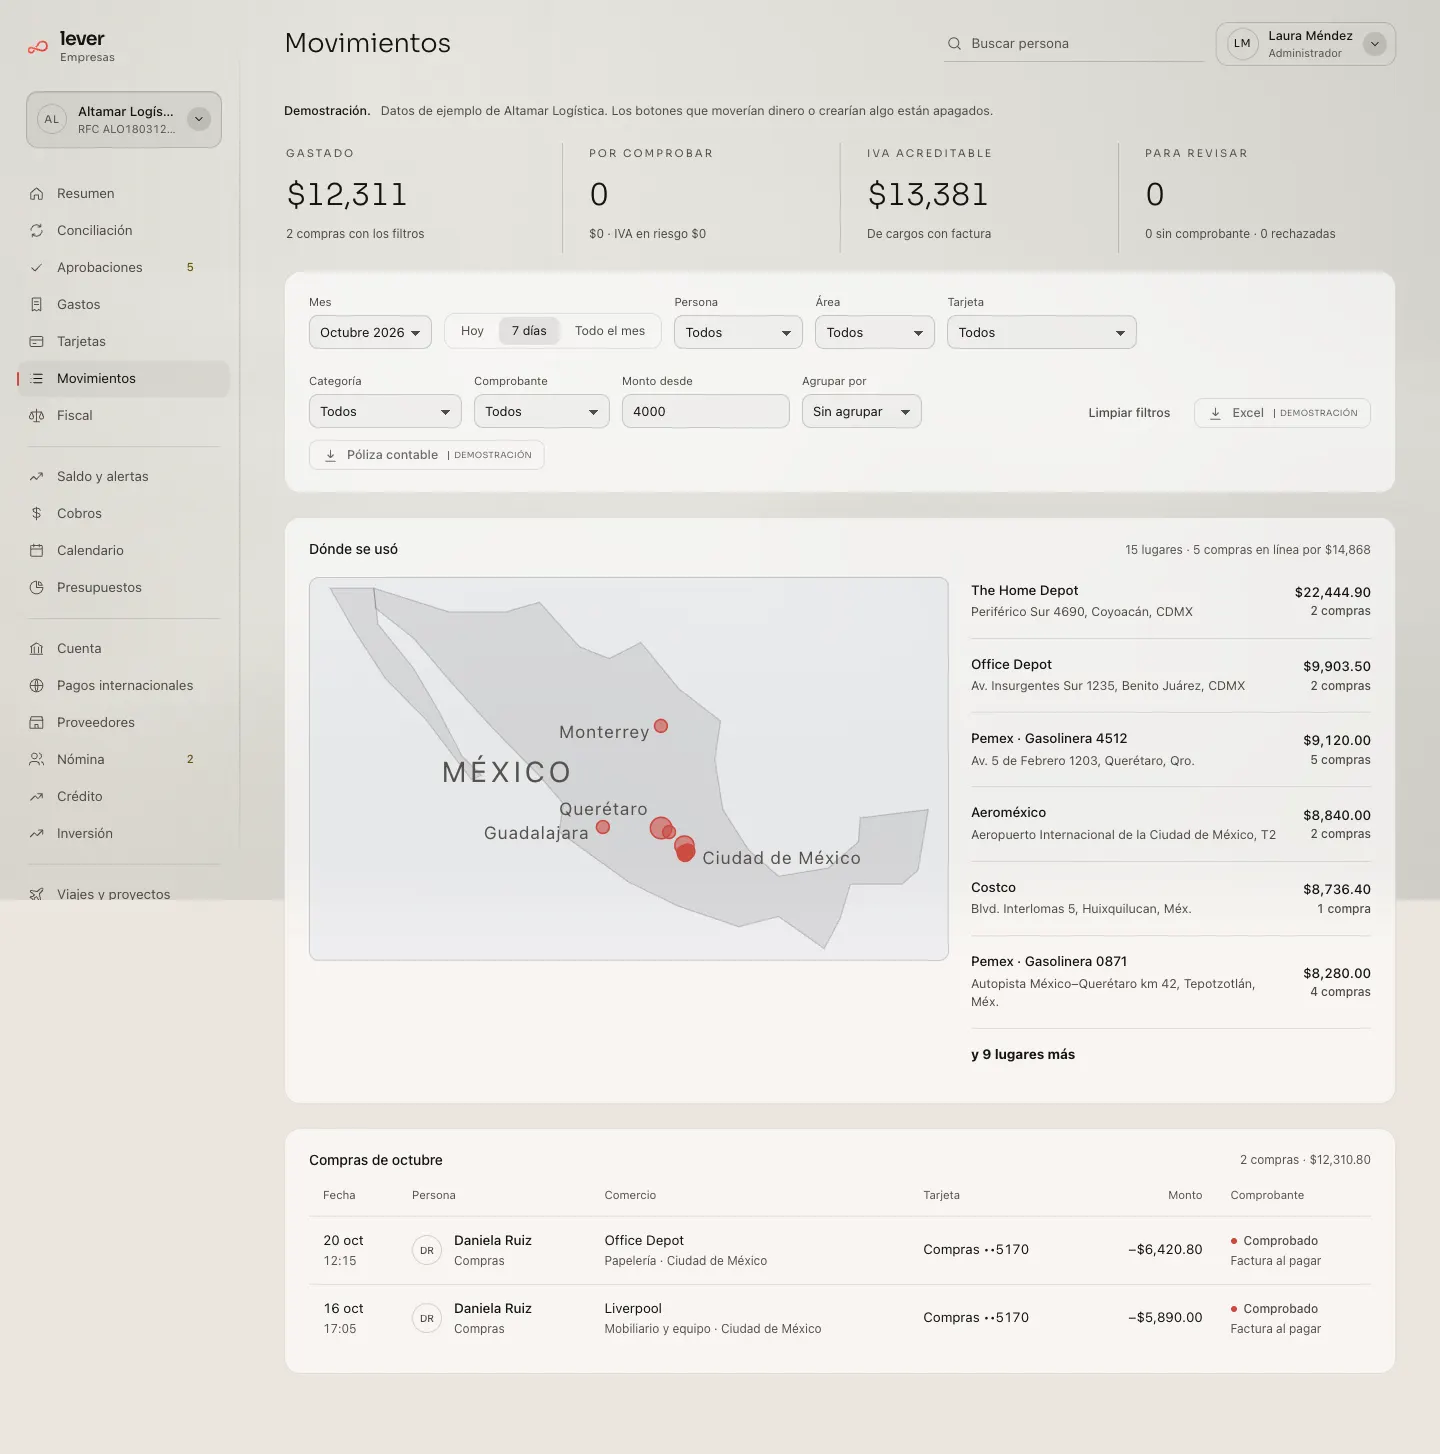 lever
Empresas
AL
Altamar Logís...
RFC ALO180312...
Resumen
Conciliación
Aprobaciones 5
Gastos
Tarjetas
Movimientos
Fiscal
Saldo y alertas
Cobros
Calendario
Presupuestos
Cuenta
Pagos internacionales
Proveedores
Nómina 2
Crédito
Inversión
Viajes y proyectos
Movimientos
Buscar persona
LM
Laura Méndez
Administrador
Demostración. Datos de ejemplo de Altamar Logística. Los botones que moverían dinero o crearían algo están apagados.
GASTADO
$12,311
2 compras con los filtros
POR COMPROBAR
0
$0 · IVA en riesgo $0
IVA ACREDITABLE
$13,381
De cargos con factura
PARA REVISAR
0
0 sin comprobante · 0 rechazadas
Mes
Octubre 2026
Hoy 7 días Todo el mes
Persona
Todos
Área
Todos
Tarjeta
Todos
Categoría
Todos
Comprobante
Todos
Monto desde
4000
Agrupar por
Sin agrupar
Limpiar filtros
Excel | DEMOSTRACIÓN
Póliza contable | DEMOSTRACIÓN
Dónde se usó
15 lugares · 5 compras en línea por $14,868
Monterrey
MÉXICO
Querétaro
Guadalajara
Ciudad de México
The Home Depot $22,444.90
Periférico Sur 4690, Coyoacán, CDMX 2 compras
Office Depot $9,903.50
Av. Insurgentes Sur 1235, Benito Juárez, CDMX 2 compras
Pemex · Gasolinera 4512 $9,120.00
Av. 5 de Febrero 1203, Querétaro, Qro. 5 compras
Aeroméxico $8,840.00
Aeropuerto Internacional de la Ciudad de México, T2 2 compras
Costco $8,736.40
Blvd. Interlomas 5, Huixquilucan, Méx. 1 compra
Pemex · Gasolinera 0871 $8,280.00
Autopista México–Querétaro km 42, Tepotzotlán, 4 compras
Méx.
y 9 lugares más
Compras de octubre
2 compras · $12,310.80
Fecha Persona Comercio Tarjeta Monto Comprobante
20 oct DR Daniela Ruiz Office Depot Compras ··5170 −$6,420.80 Comprobado
12:15 Compras Papelería · Ciudad de México Factura al pagar
16 oct DR Daniela Ruiz Liverpool Compras ··5170 −$5,890.00 Comprobado
17:05 Compras Mobiliario y equipo · Ciudad de México Factura al pagar